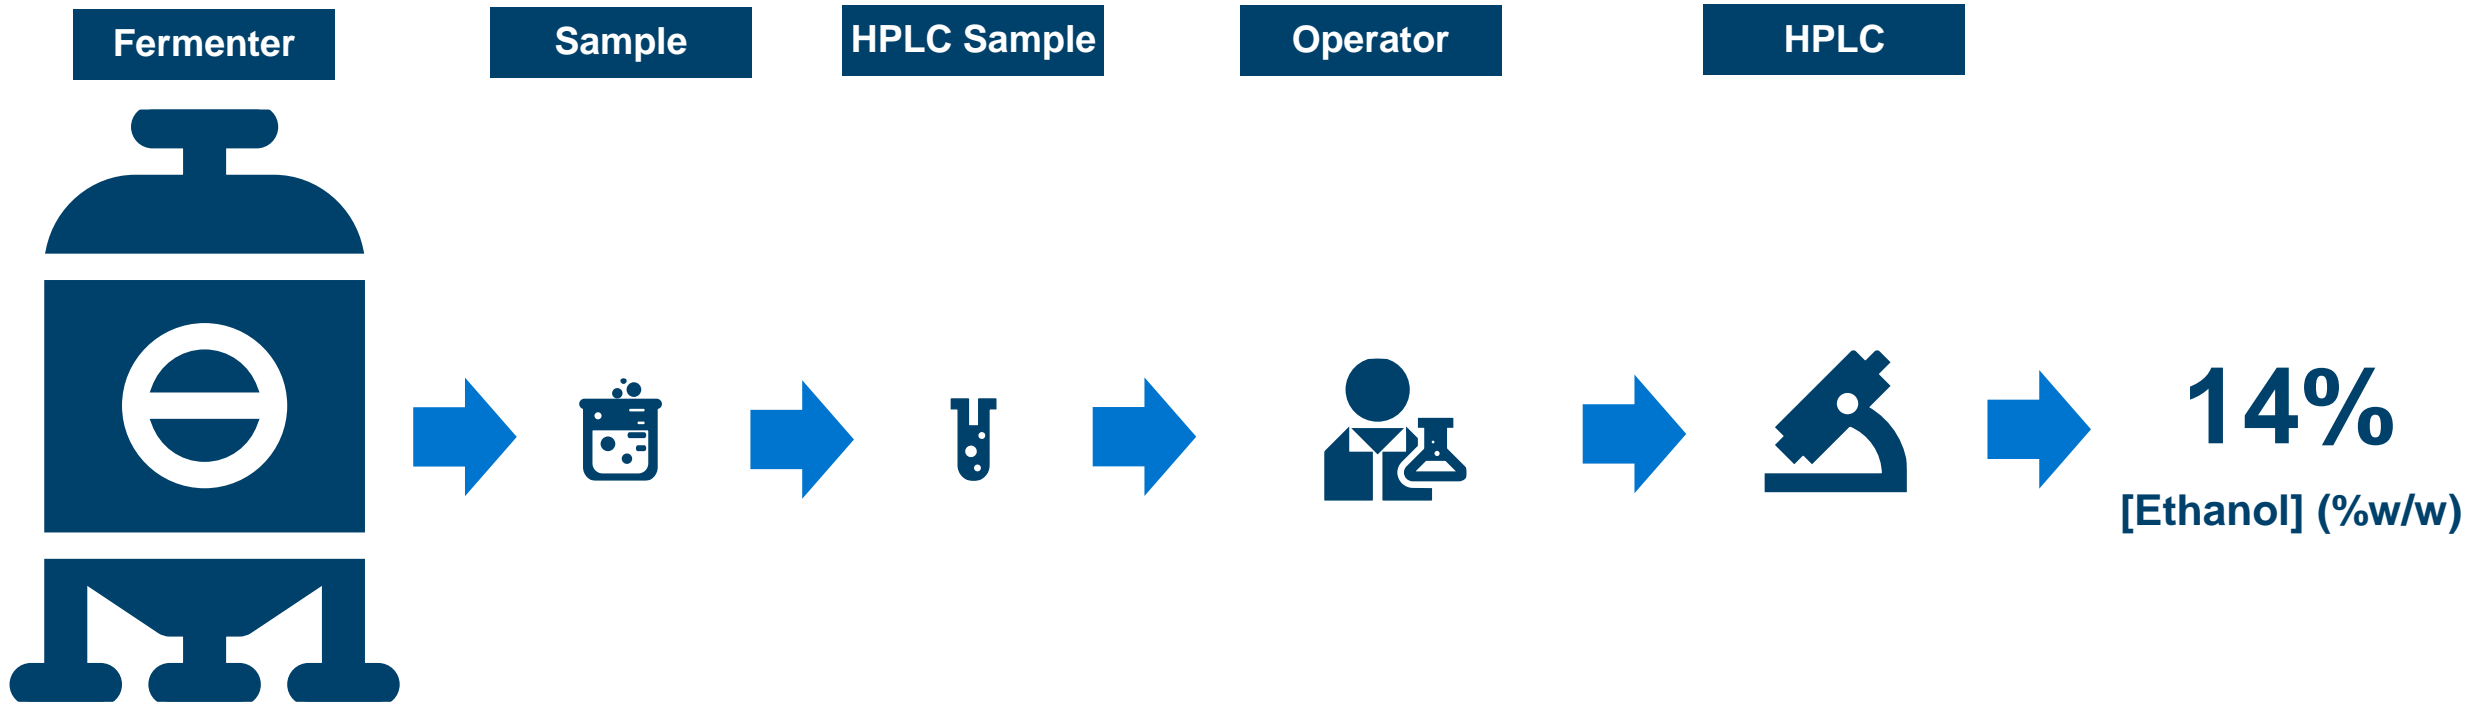 Fermenter
Sample
HPLC Sample
Operator
HPLC
14%
[Ethanol] (%w/w)